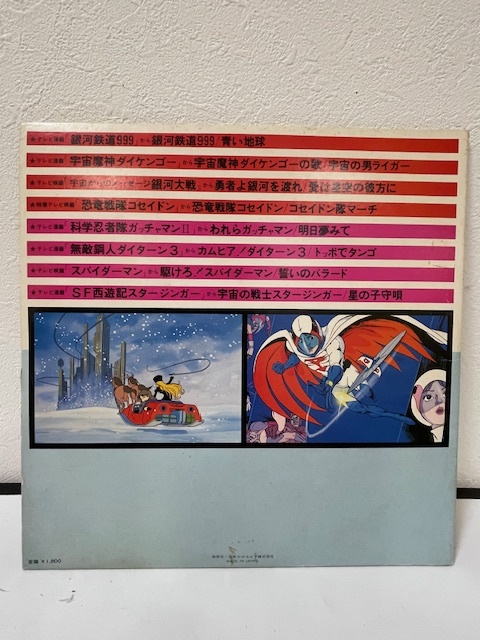 ★テレビ漫画「銀河鉄道999」から銀河鉄道999/青い地球
★テレビ漫画「宇宙魔神ダイケンゴー」から宇宙魔神ダイケンゴーの歌/宇宙の男ライガー
★テレビ映画「宇宙からのメッセージ銀河大戦」から勇者よ銀河を渡れ/愛は星空の彼方に
★特撮テレビ映画「恐竜戦隊コセイドン」から恐竜戦隊コセイドン/コセイドン隊マーチ
★テレビ漫画「科学忍者隊ガッチャマンⅡ」からわれらガッチャマン/明日夢みて
★テレビ漫画「無敵鋼人ダイターン3」からカムヒア!ダイターン3/トッポでタンゴ
★テレビ映画「スパイダーマン」から駆けろ!スパイダーマン/誓いのバラード
★テレビ漫画「SF西遊記スタージンガー」から宇宙の戦士スタージンガー/星の子守唄
定価 ¥1,800